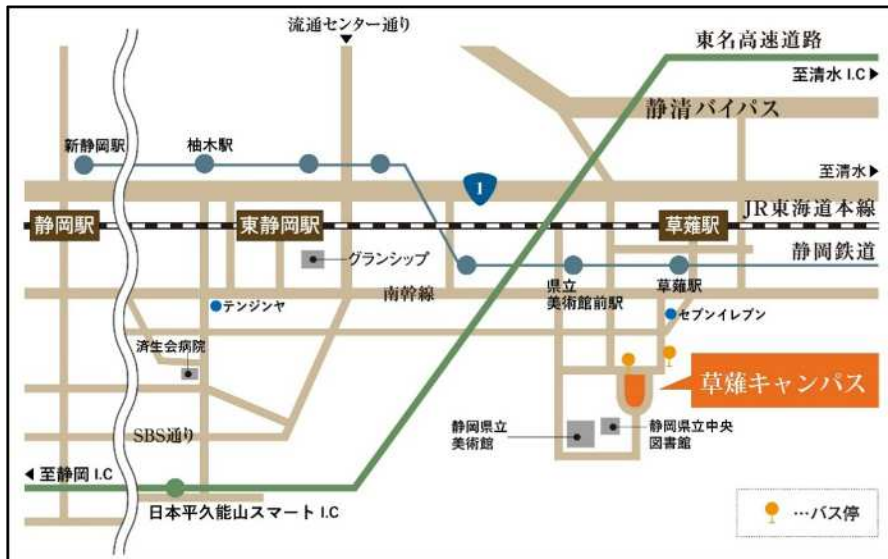 流通センター通り
東名高速道路
至清水 I.C
静清バイパス
新静岡駅
柚木駅
至清水
1
JR東海道本線
静岡駅
東静岡駅
草薙駅
静岡鉄道
グランシップ
県立
美術館前駅
草薙駅
南幹線
テンジンヤ
セブンイレブン
済生会病院
草薙キャンパス
静岡県立
美術館
静岡県立中央
図書館
SBS通り
至静岡 I.C
日本平久能山スマート I.C
…バス停